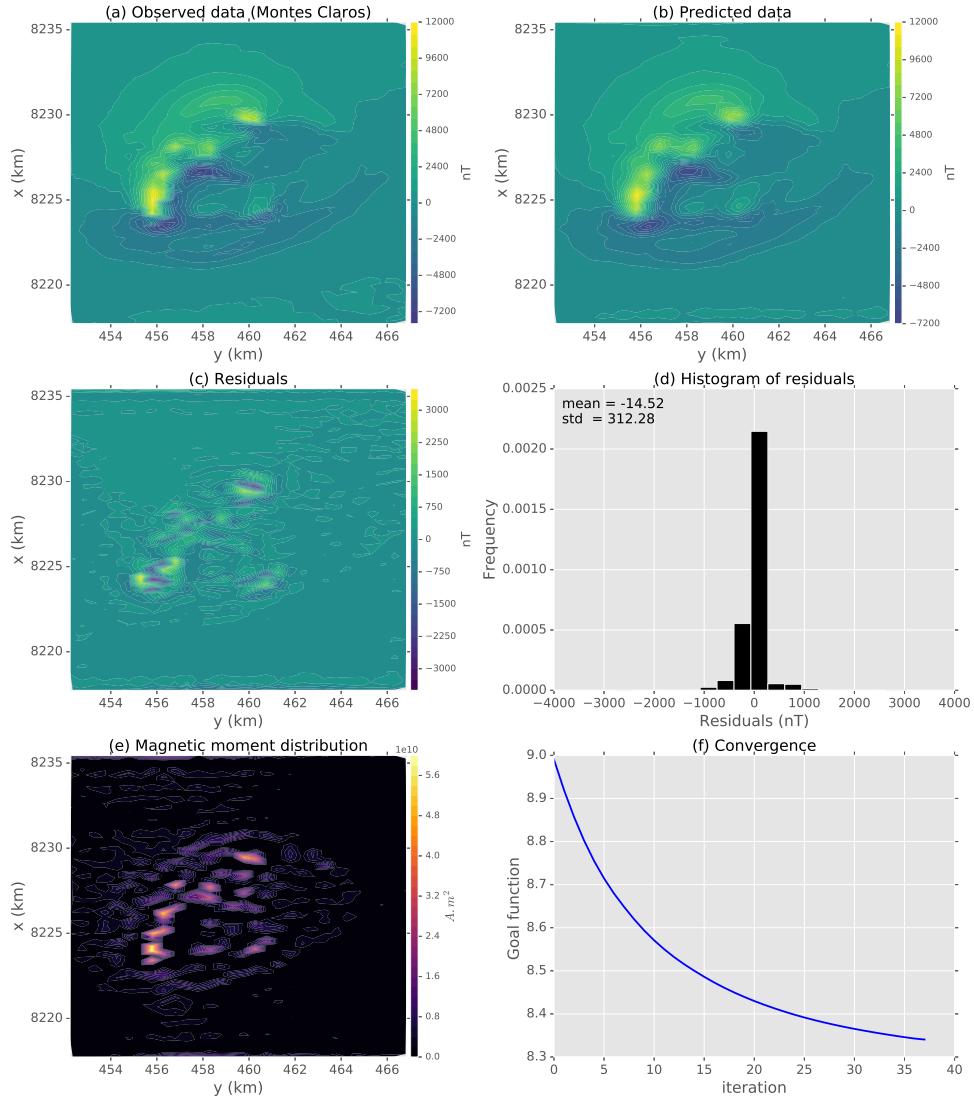 (a) Observed data (Montes Claros)
8235
8230
8225
8220
x (km)
454 456 458 460 462 464 466
y (km)
12000
9600
7200
4800
2400
0
−2400
−4800
−7200
nT
(b) Predicted data
8235
8230
8225
8220
x (km)
454 456 458 460 462 464 466
y (km)
12000
9600
7200
4800
2400
0
−2400
−4800
−7200
nT
(c) Residuals
8235
8230
8225
8220
x (km)
454 456 458 460 462 464 466
y (km)
3000
2250
1500
750
0
−750
−1500
−2250
−3000
nT
(d) Histogram of residuals
mean = -14.52
std = 312.28
0.0025
0.0020
0.0015
0.0010
0.0005
0.0000
Frequency
−4000 −3000 −2000 −1000 0 1000 2000 3000 4000
Residuals (nT)
(e) Magnetic moment distribution
8235
8230
8225
8220
x (km)
454 456 458 460 462 464 466
y (km)
1e10
5.6
4.8
4.0
3.2
2.4
1.6
0.8
0.0
A.m²
(f) Convergence
9.0
8.9
8.8
8.7
8.6
8.5
8.4
8.3
Goal function
0 5 10 15 20 25 30 35 40
iteration